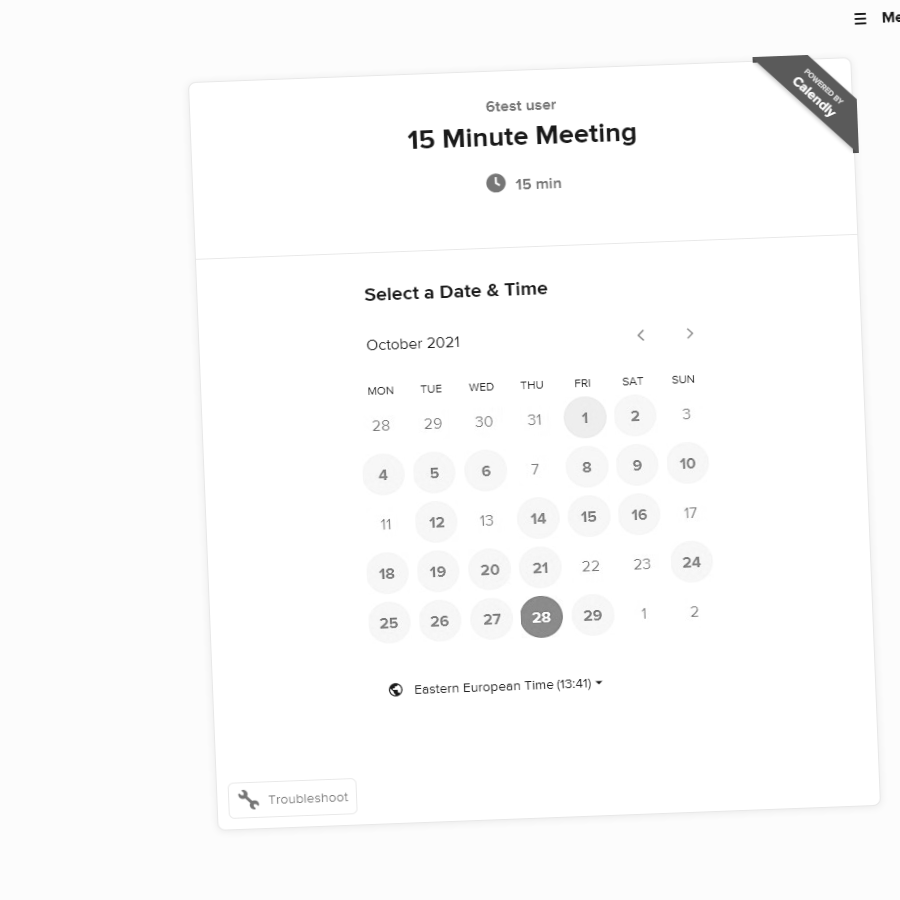 Me
POWERED BY
Calendly
6test user
15 Minute Meeting
15 min
Select a Date & Time
October 2021
MON TUE WED THU FRI SAT SUN
28 29 30 31 1 2 3
4 5 6 7 8 9 10
11 12 13 14 15 16 17
18 19 20 21 22 23 24
25 26 27 28 29 1 2
Eastern European Time (13:41)
Troubleshoot